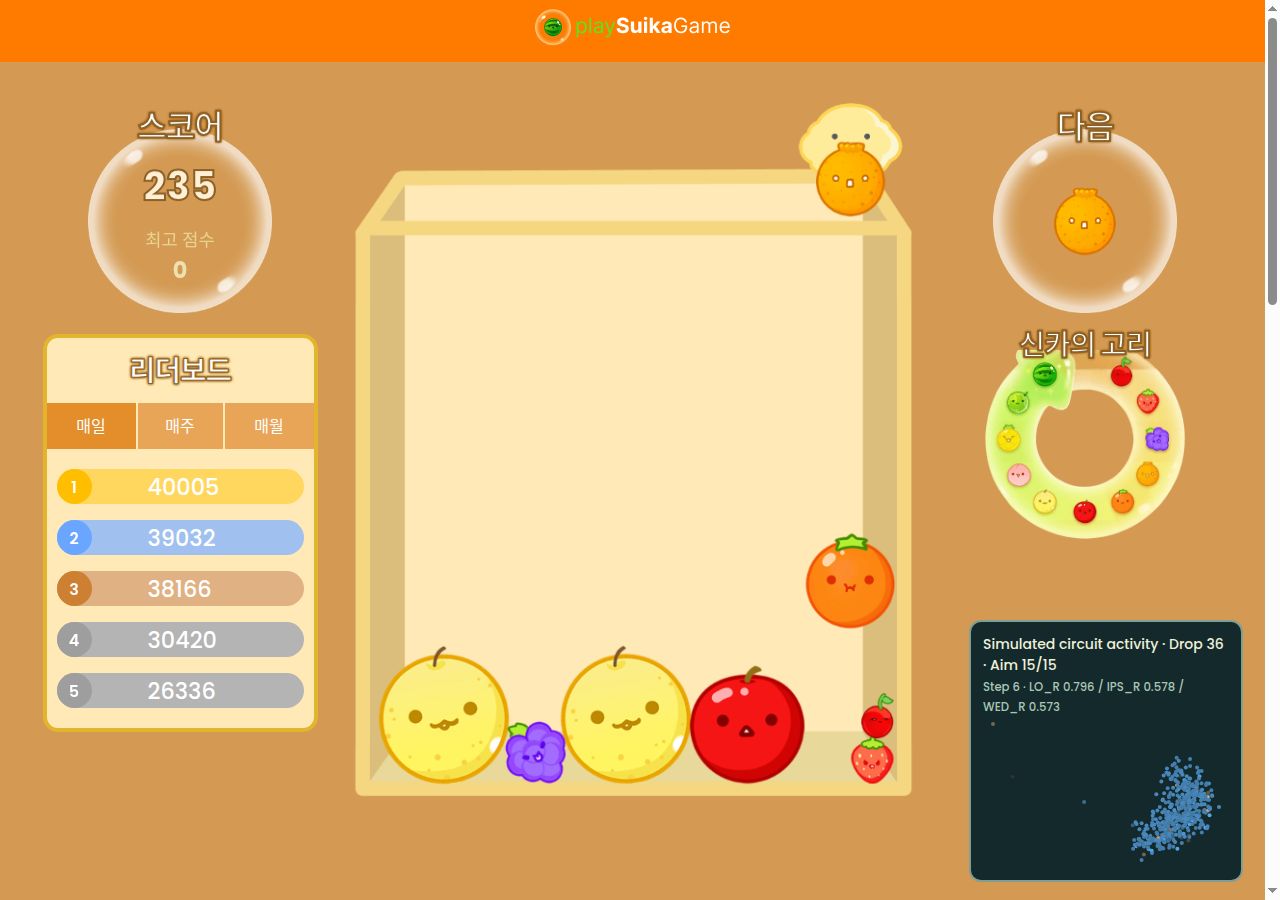 playSuikaGame
스코어
235
최고 점수
0
리더보드
매일 매주 매월
1 40005
2 39032
3 38166
4 30420
5 26336
다음
신카의 고리
Simulated circuit activity · Drop 36
· Aim 15/15
Step 6 · LO_R 0.796 / IPS_R 0.578 /
WED_R 0.573